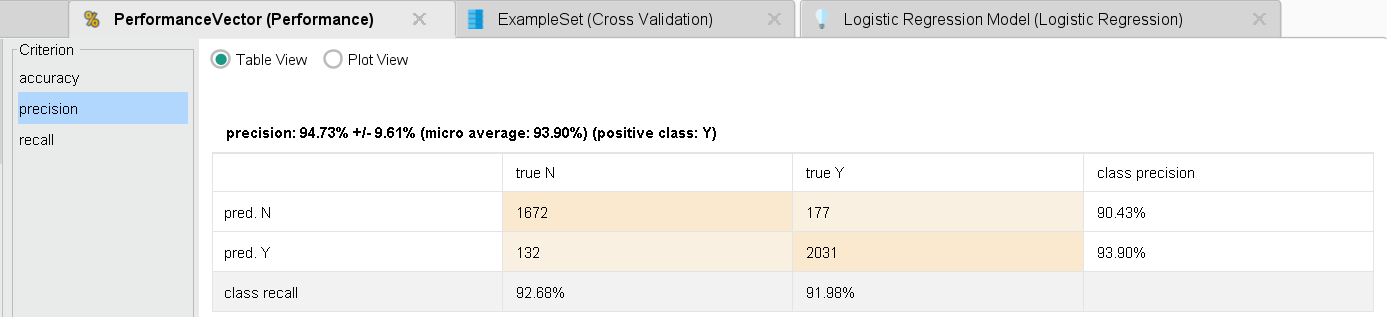 PerformanceVector (Performance) ExampleSet (Cross Validation) Logistic Regression Model (Logistic Regression)
Criterion
accuracy
precision
recall
Table View Plot View
precision: 94.73% +/- 9.61% (micro average: 93.90%) (positive class: Y)
true N true Y class precision
pred. N 1672 177 90.43%
pred. Y 132 2031 93.90%
class recall 92.68% 91.98%